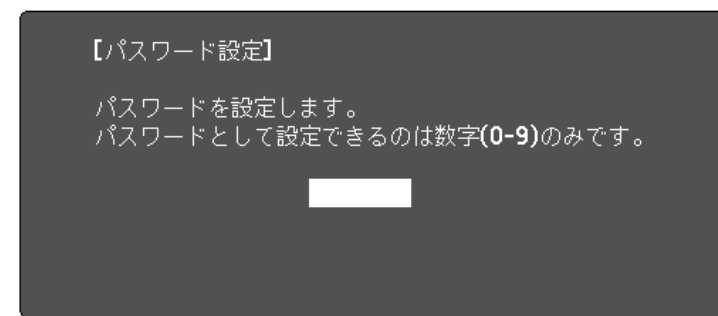 【パスワード設定】
パスワードを設定します。
パスワードとして設定できるのは数字(0-9)のみです。